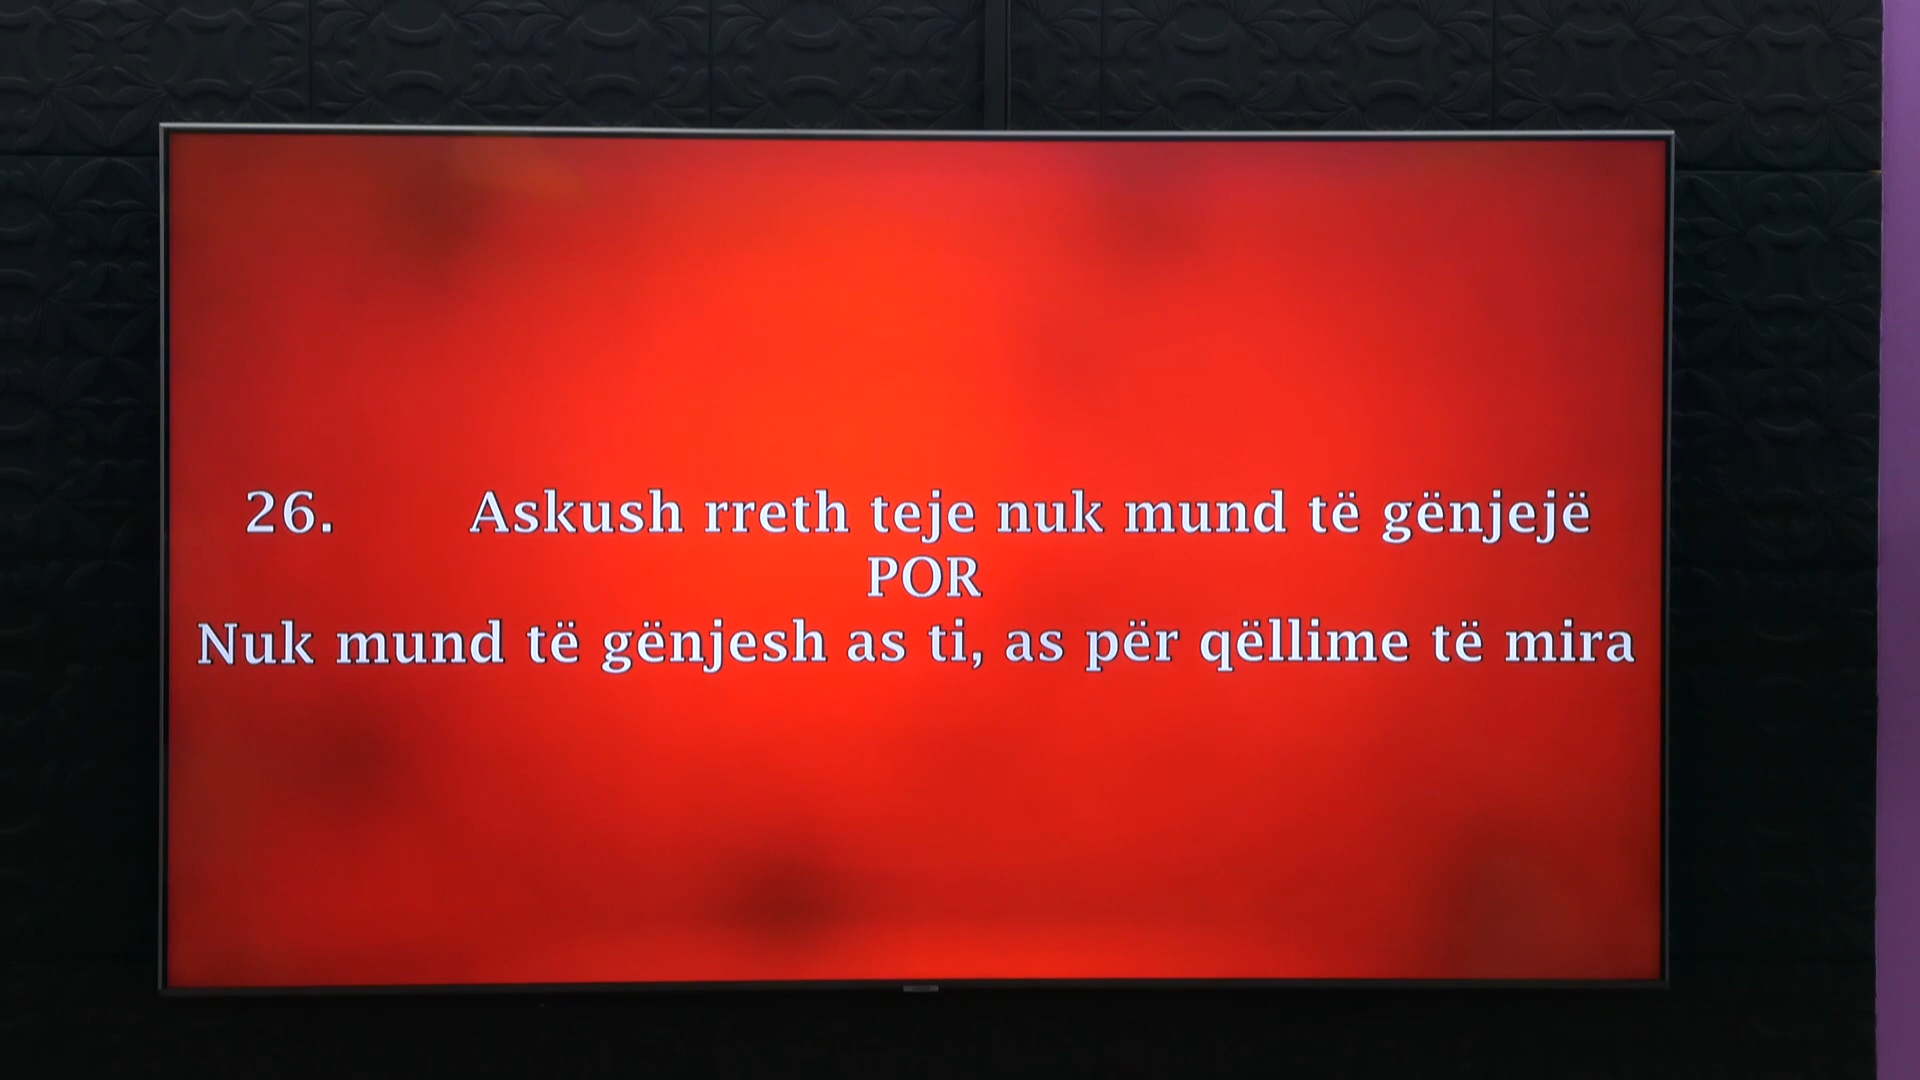 26. Askush rreth teje nuk mund të gënjejë
POR
Nuk mund të gënjesh as ti, as për qëllime të mira